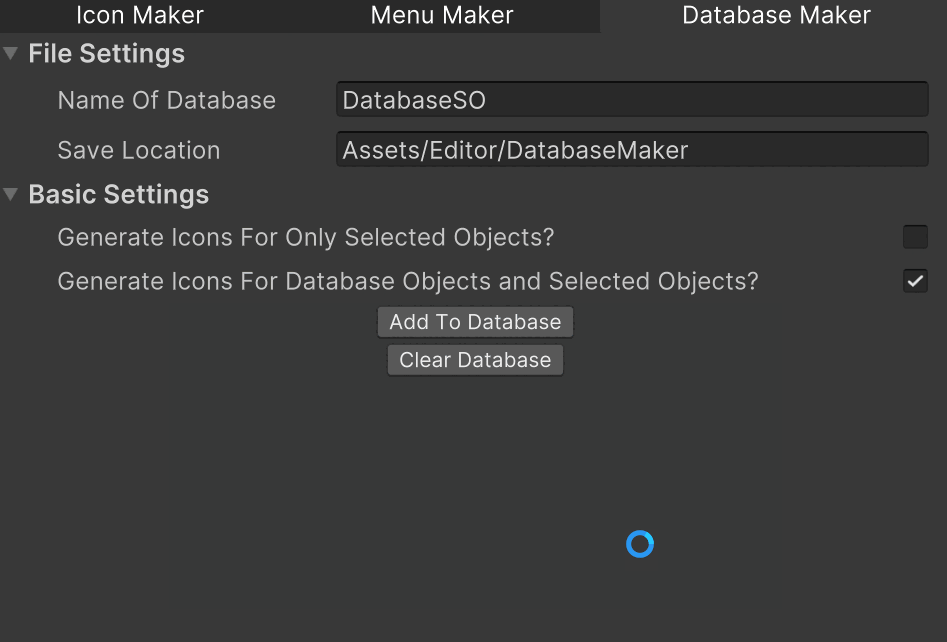 Icon Maker Menu Maker Database Maker
File Settings
Name Of Database DatabaseSO
Save Location Assets/Editor/DatabaseMaker
Basic Settings
Generate Icons For Only Selected Objects?
Generate Icons For Database Objects and Selected Objects?
Add To Database
Clear Database